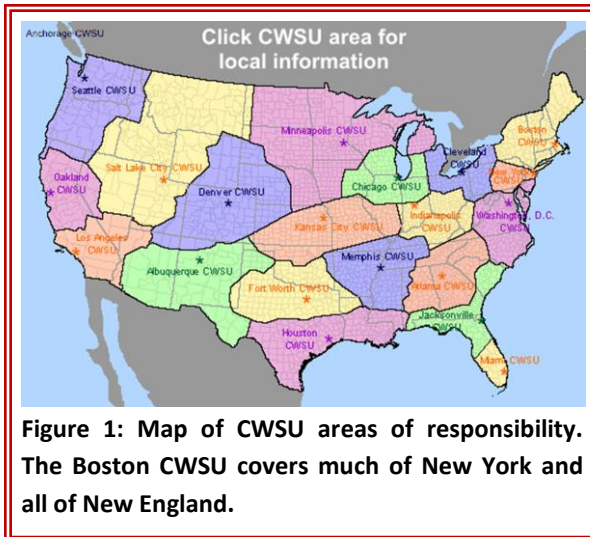 Anchorage CWSU
Click CWSU area for
local information
Seattle CWSU
Minneapolis CWSU
Boston
CWSU
Cleveland
CWSU
New York
CWSU
Salt Lake City CWSU
Oakland
CWSU
Chicago CWSU
Denver CWSU
Indianapolis
CWSU
Washington, D.C.
CWSU
Kansas City CWSU
Los Angeles
CWSU
Memphis CWSU
Albuquerque CWSU
Fort Worth CWSU
Atlanta CWSU
Jacksonville
CWSU
Houston
CWSU
Miami CWSU
Figure 1: Map of CWSU areas of responsibility.
The Boston CWSU covers much of New York and
all of New England.